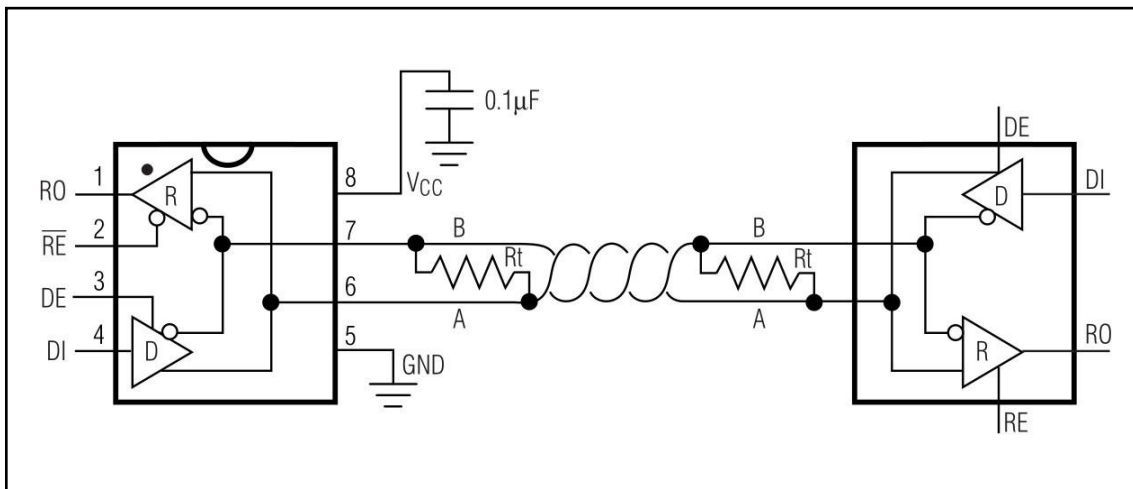 0.1μF
DE
RO 1
R
8 VCC
D
DI
R̅E̅ 2
7 B
B
Rt
Rt
DE 3
6 A
A
DI 4
D
5 GND
R
RO
RE